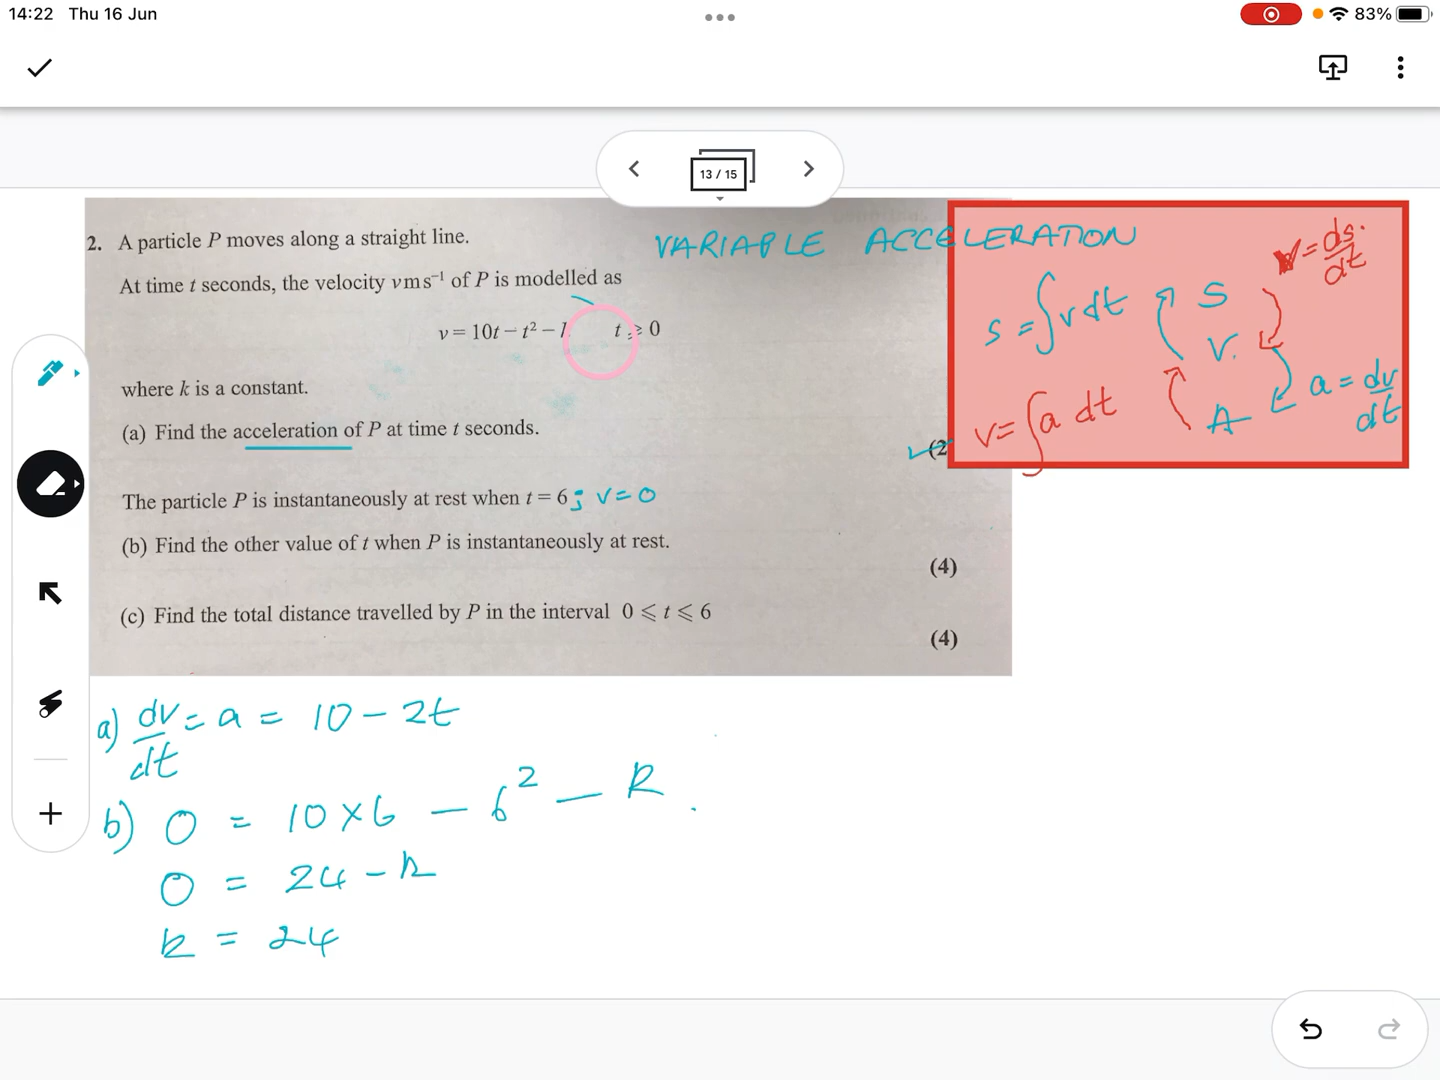 14:22 Thu 16 Jun
83%
13 / 15
VARIABLE ACCELERATION
2. A particle P moves along a straight line.
At time t seconds, the velocity v m s⁻¹ of P is modelled as
v = 10t − t² − t ⩾ 0
where k is a constant.
(a) Find the acceleration of P at time t seconds.
(2
The particle P is instantaneously at rest when t = 6 ; v = 0
(b) Find the other value of t when P is instantaneously at rest.
(4)
(c) Find the total distance travelled by P in the interval 0 ⩽ t ⩽ 6
(4)
v = ds/dt
s = ∫v dt
S
V.
A
a = dv/dt
v = ∫a dt
a) dv/dt = a = 10 − 2t
b) 0 = 10 × 6 − 6² − k .
0 = 24 − k
k = 24